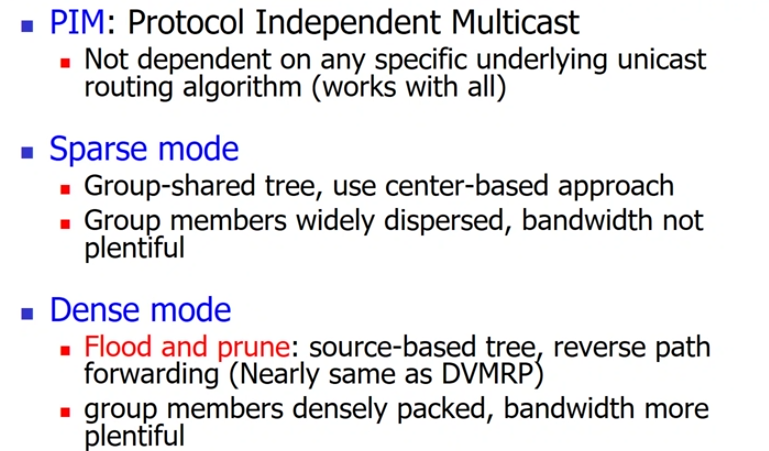 PIM: Protocol Independent Multicast
Not dependent on any specific underlying unicast
routing algorithm (works with all)
Sparse mode
Group-shared tree, use center-based approach
Group members widely dispersed, bandwidth not
plentiful
Dense mode
Flood and prune: source-based tree, reverse path
forwarding (Nearly same as DVMRP)
group members densely packed, bandwidth more
plentiful